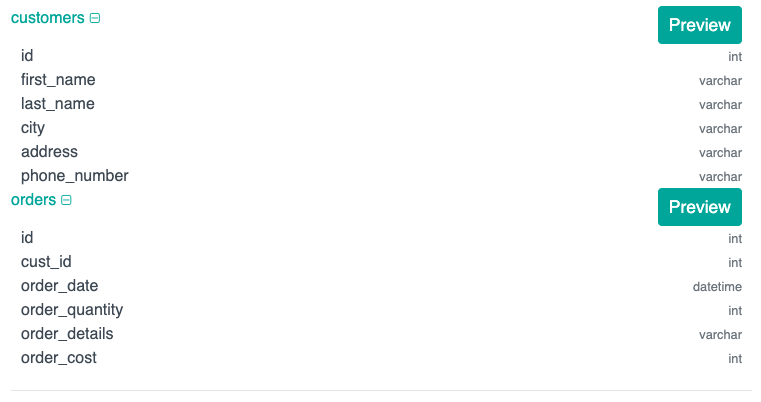 customers Preview
id int
first_name varchar
last_name varchar
city varchar
address varchar
phone_number varchar
orders Preview
id int
cust_id int
order_date datetime
order_quantity int
order_details varchar
order_cost int